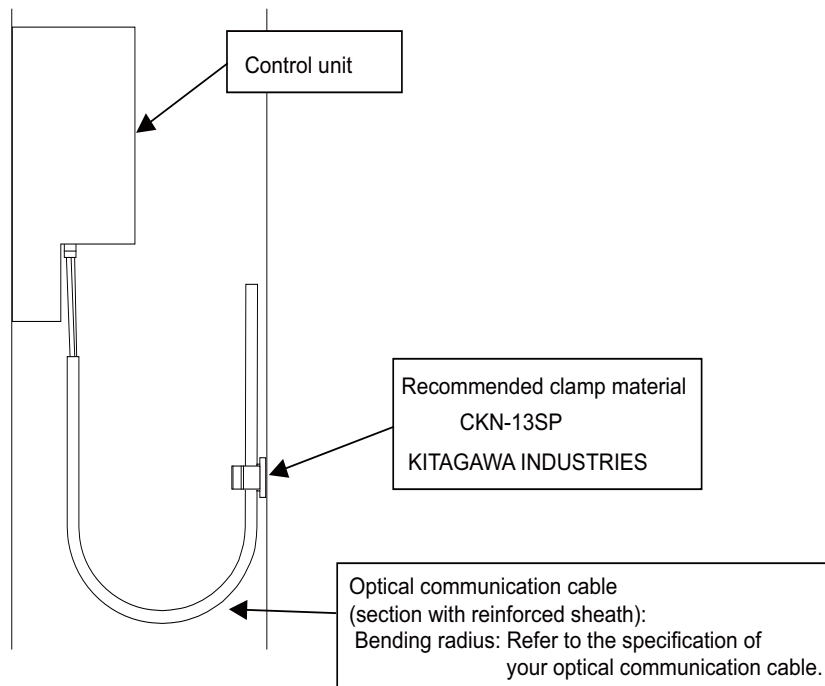 Control unit
Recommended clamp material
CKN-13SP
KITAGAWA INDUSTRIES
Optical communication cable
(section with reinforced sheath):
Bending radius: Refer to the specification of
your optical communication cable.